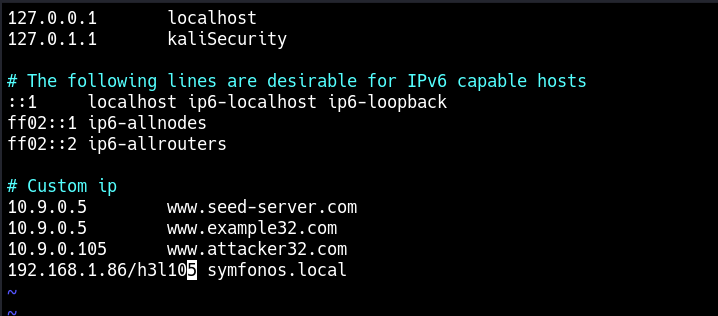 127.0.0.1       localhost
127.0.1.1       kaliSecurity
# The following lines are desirable for IPv6 capable hosts
::1     localhost ip6-localhost ip6-loopback
ff02::1 ip6-allnodes
ff02::2 ip6-allrouters
# Custom ip
10.9.0.5        www.seed-server.com
10.9.0.5        www.example32.com
10.9.0.105      www.attacker32.com
192.168.1.86/h3l105 symfonos.local
~
~